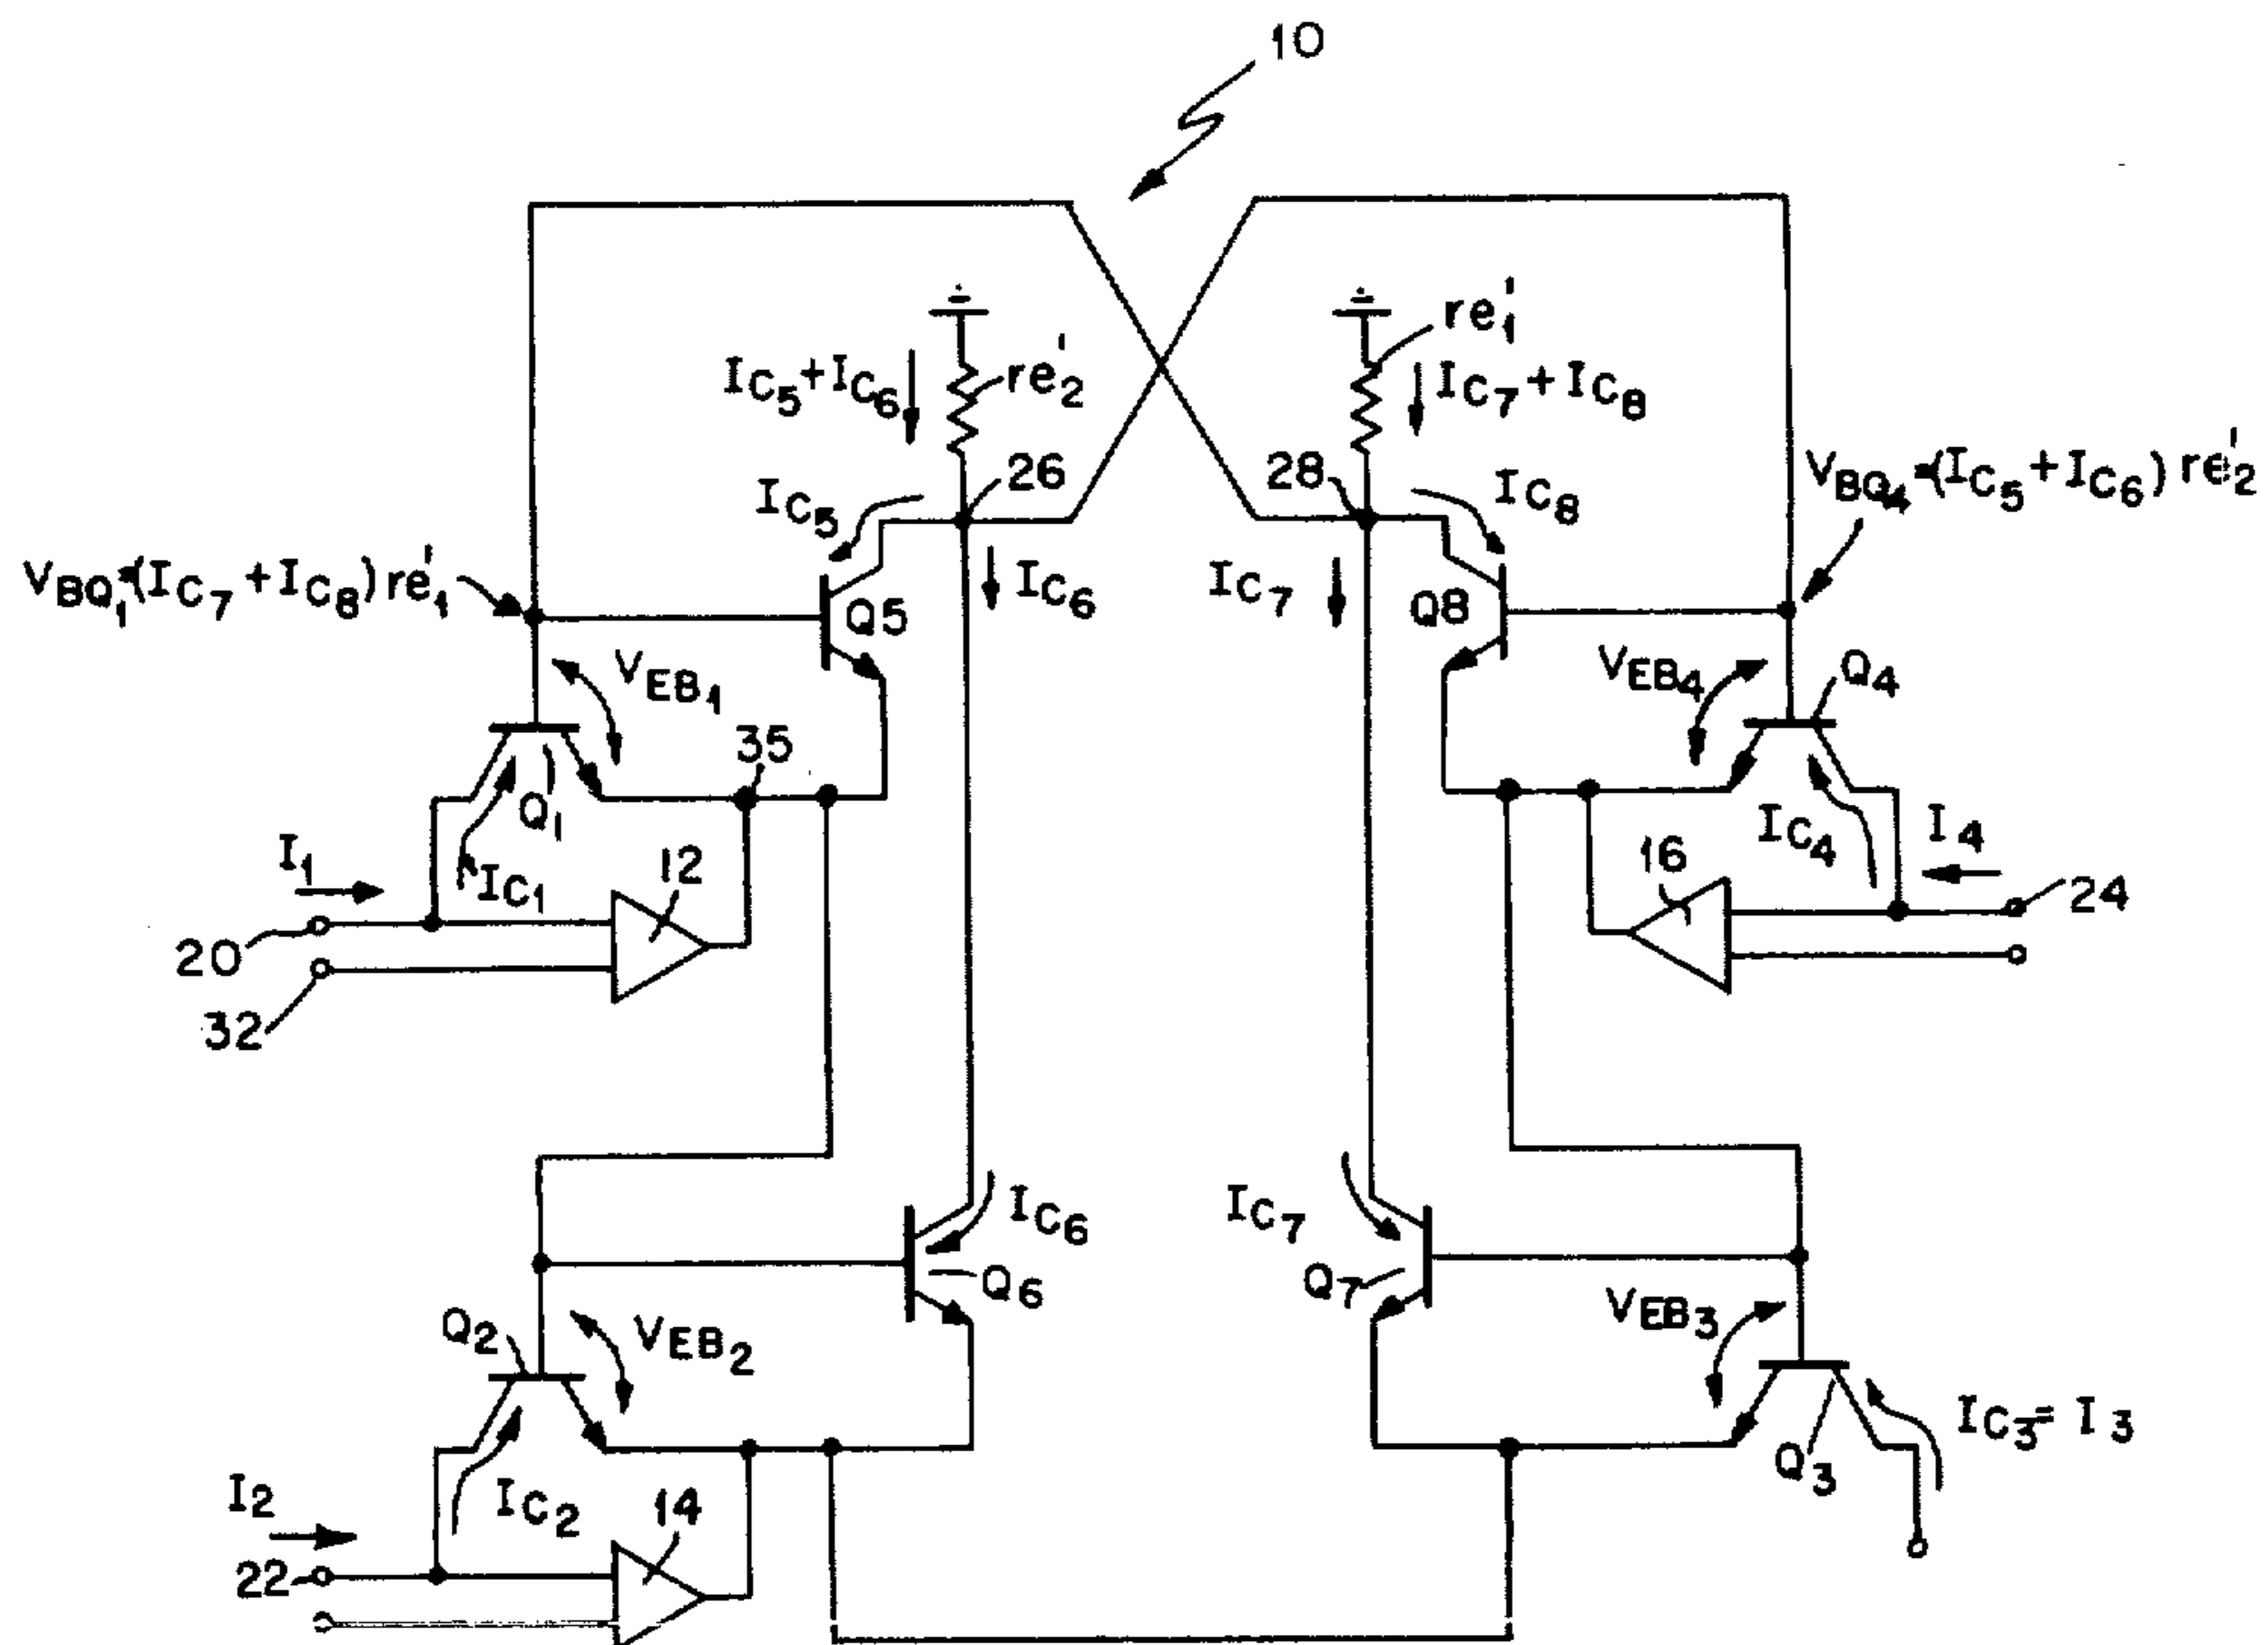 10
re'1
IC5+IC6
re'2
IC7+IC8
26
28
IC5
IC8
VBQ4=(IC5+IC6)re'2
VBQ1=(IC7+IC8)re'1
IC6
IC7
Q5
Q8
VEB1
VEB4
Q4
35
Q1
I1
IC1
12
IC4
I4
16
20
24
32
IC6
IC7
Q6
Q7
Q2
VEB2
VEB3
IC3=I3
Q3
I2
IC2
14
22